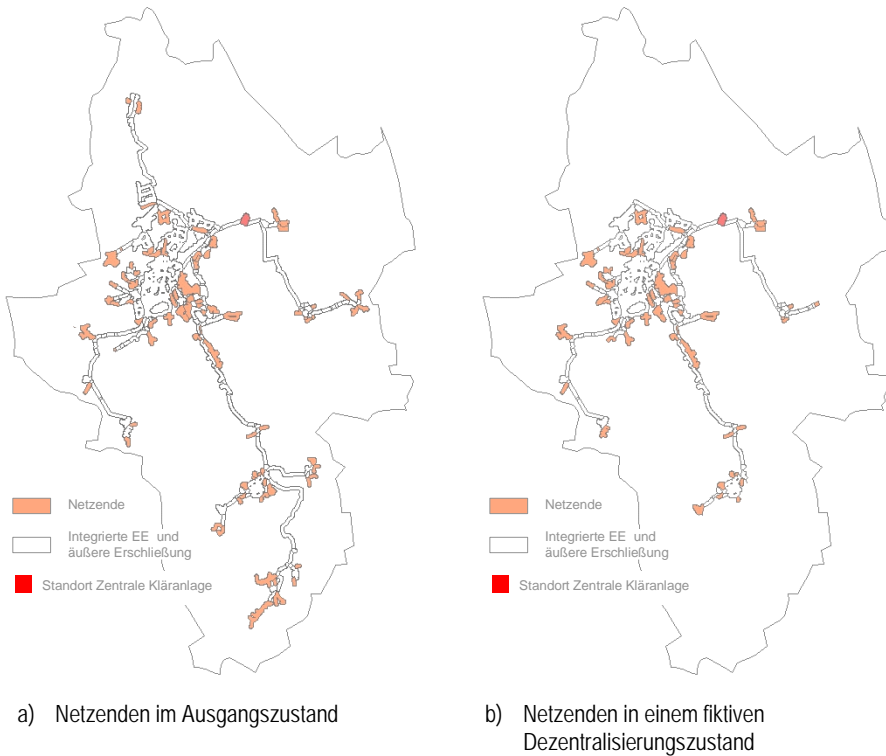 Netzende
Integrierte EE und
äußere Erschließung
Standort Zentrale Kläranlage
a) Netzenden im Ausgangszustand
Netzende
Integrierte EE und
äußere Erschließung
Standort Zentrale Kläranlage
b) Netzenden in einem fiktiven
Dezentralisierungszustand